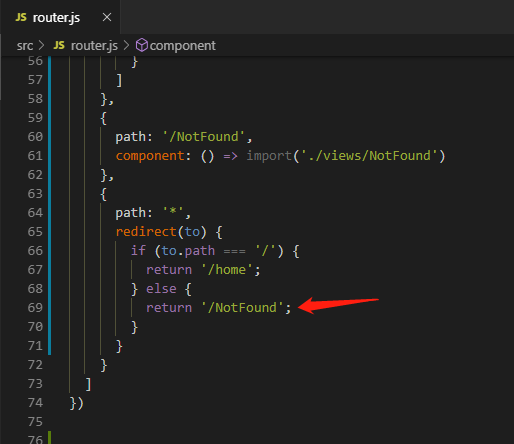 JS router.js ×
src > JS router.js > component
56 }
57 ]
58 },
59 {
60 path: '/NotFound',
61 component: () => import('./views/NotFound')
62 },
63 {
64 path: '*',
65 redirect(to) {
66 if (to.path === '/') {
67 return '/home';
68 } else {
69 return '/NotFound';
70 }
71 }
72 }
73 ]
74 })
75
76